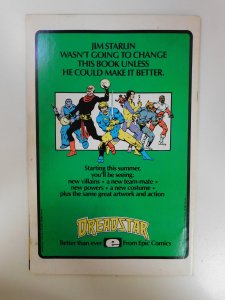 JIM STARLIN
WASN'T GOING TO CHANGE
THIS BOOK UNLESS
HE COULD MAKE IT BETTER.
Starting this summer,
you'll be seeing:
new villains • a new team-mate •
new powers • a new costume •
plus the same great artwork and action
DREADSTAR
Better than ever
From Epic Comics